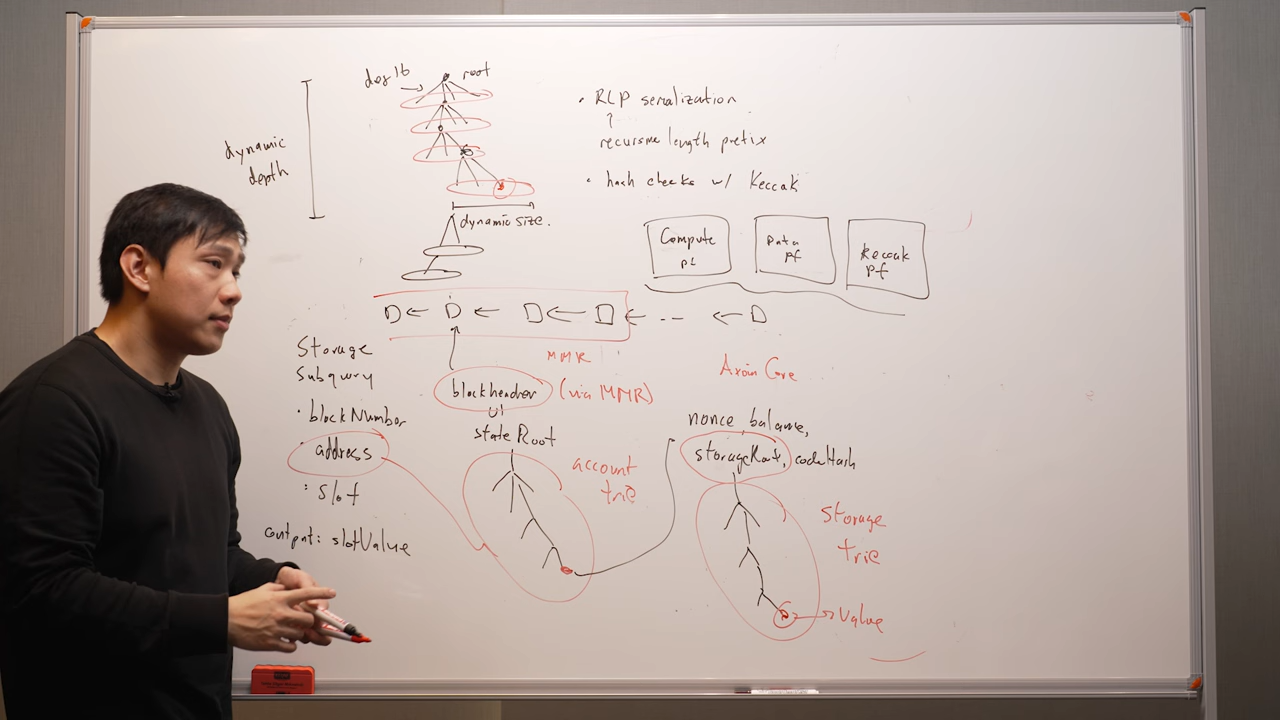 deg 16
root
dynamic
depth
dynamic size.
• RLP serialization
recursive length prefix
• hash checks w/ Keccak
Compute
pf
Data
pf
Keccak
pf
MMR
Axiom Core
Storage
Subquery
• blockNumber
• address
• slot
output: slotValue
blockheader (via MMR)
stateRoot
account
trie
nonce, balance,
storageRoot, codeHash
storage
trie
value